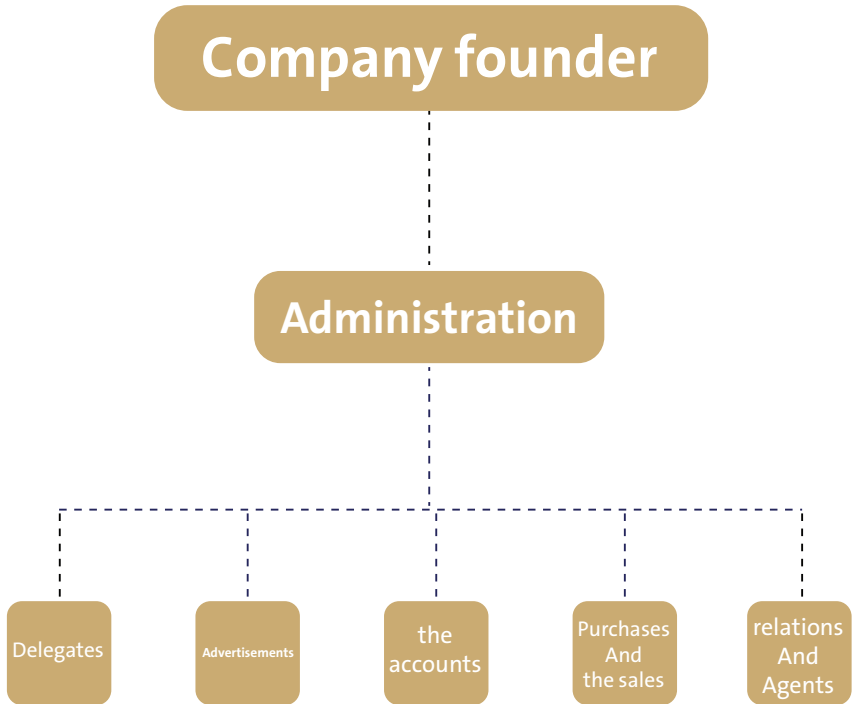 Company founder
Administration
Delegates
Advertisements
the
accounts
Purchases
And
the sales
relations
And
Agents